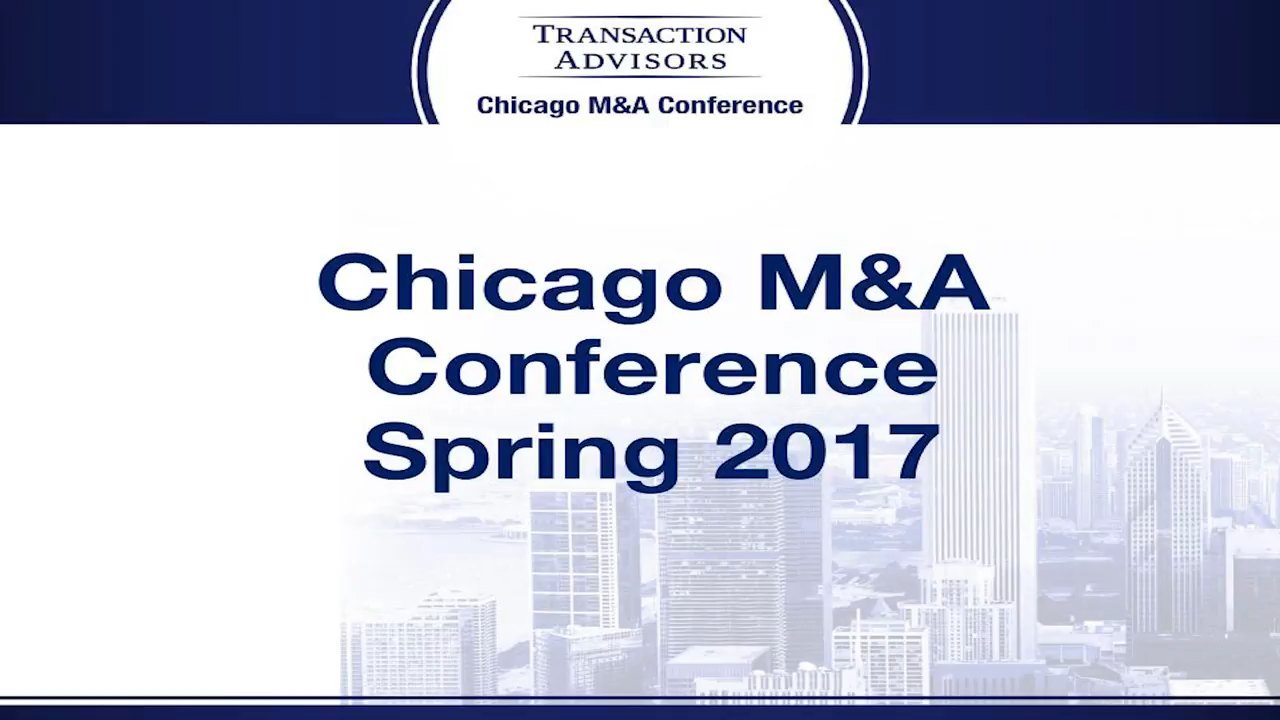 TRANSACTION
ADVISORS
Chicago M&A Conference
Chicago M&A
Conference
Spring 2017